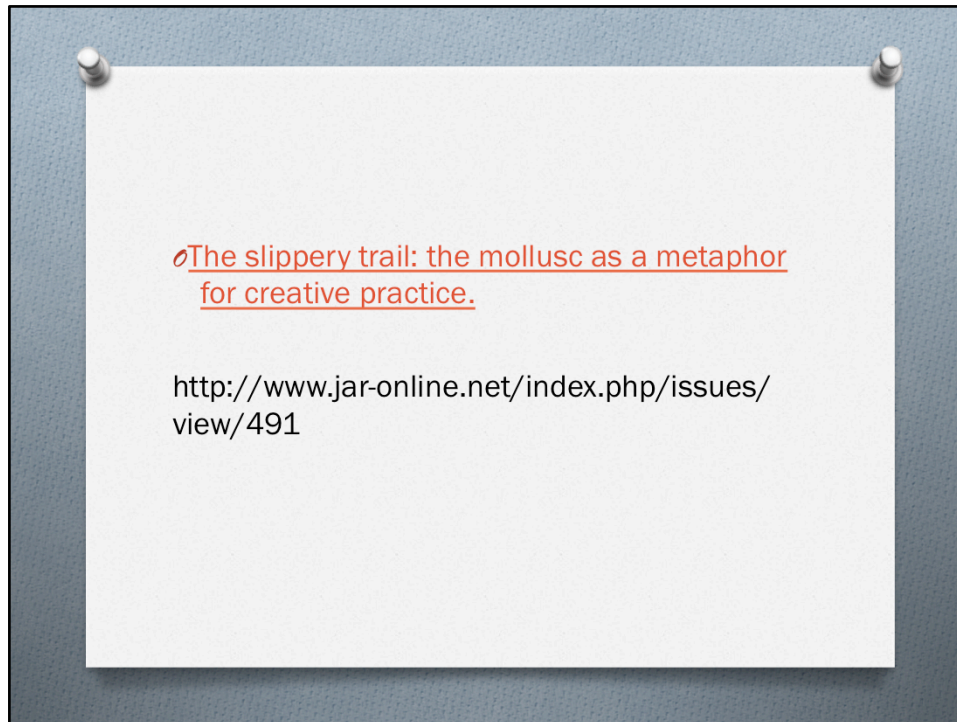 The slippery trail: the mollusc as a metaphor
for creative practice.
http://www.jar-online.net/index.php/issues/
view/491